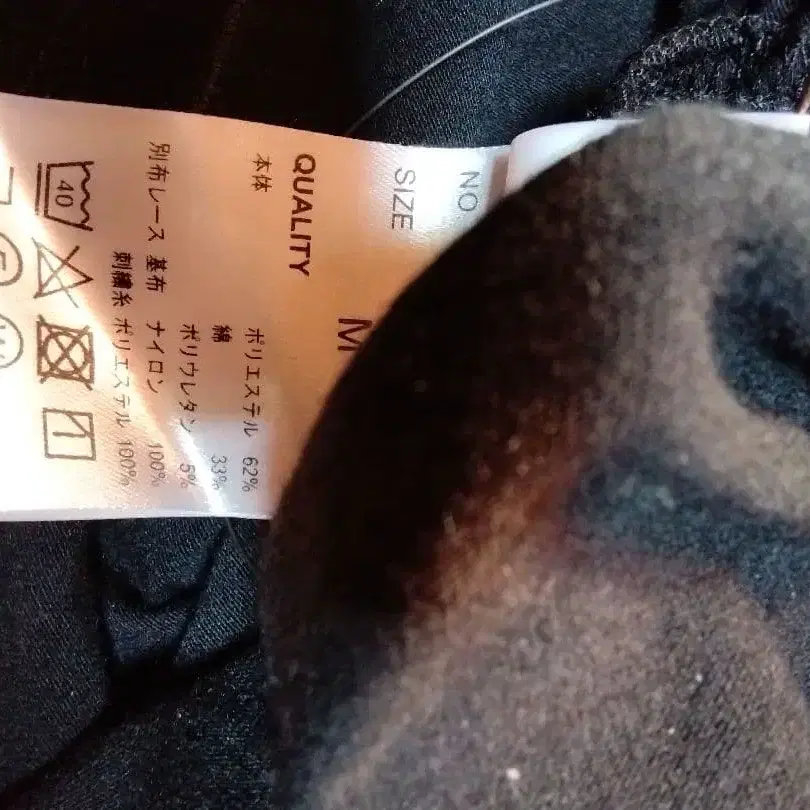 NO
SIZE
M
QUALITY
本体 ポリエステル 62%
綿 33%
ポリウレタン 5%
別布レース 基布 ナイロン 100%
刺繍糸 ポリエステル 100%
40